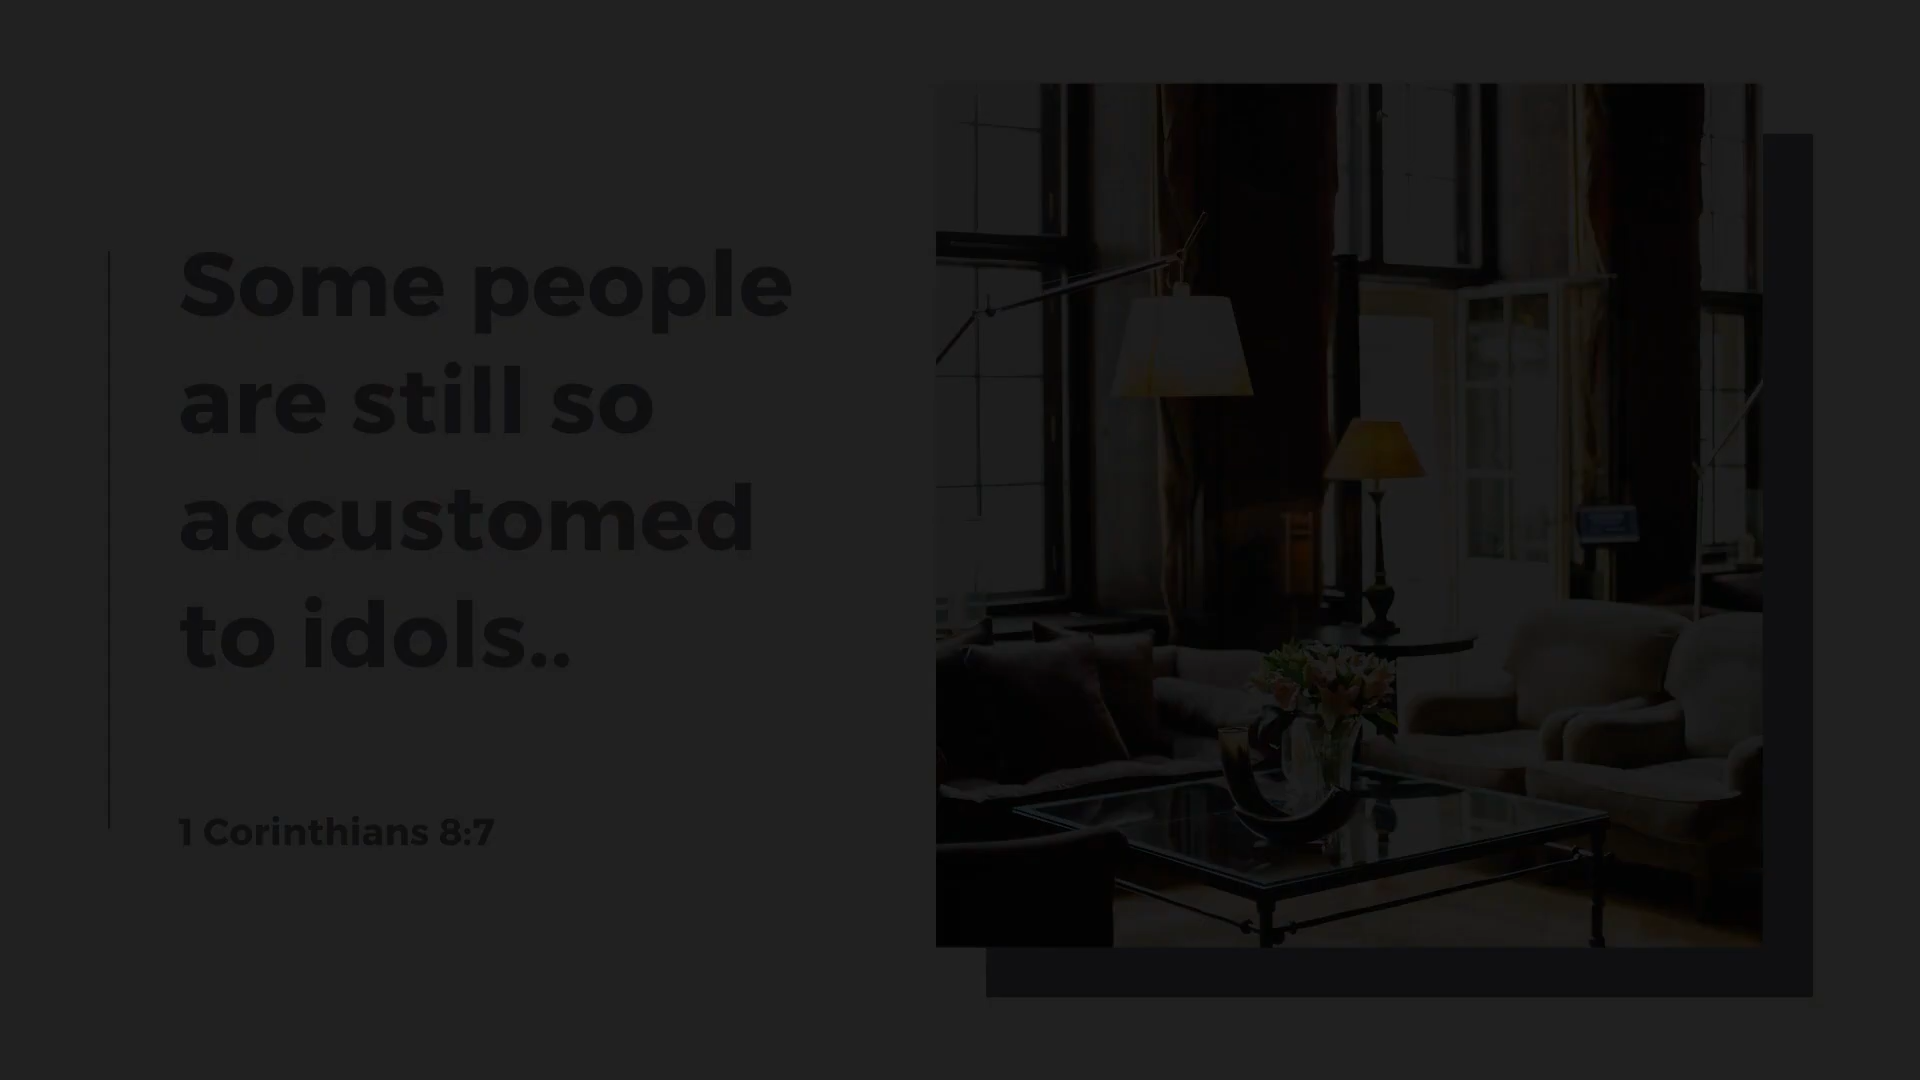 Some people
are still so
accustomed
to idols..
1 Corinthians 8:7